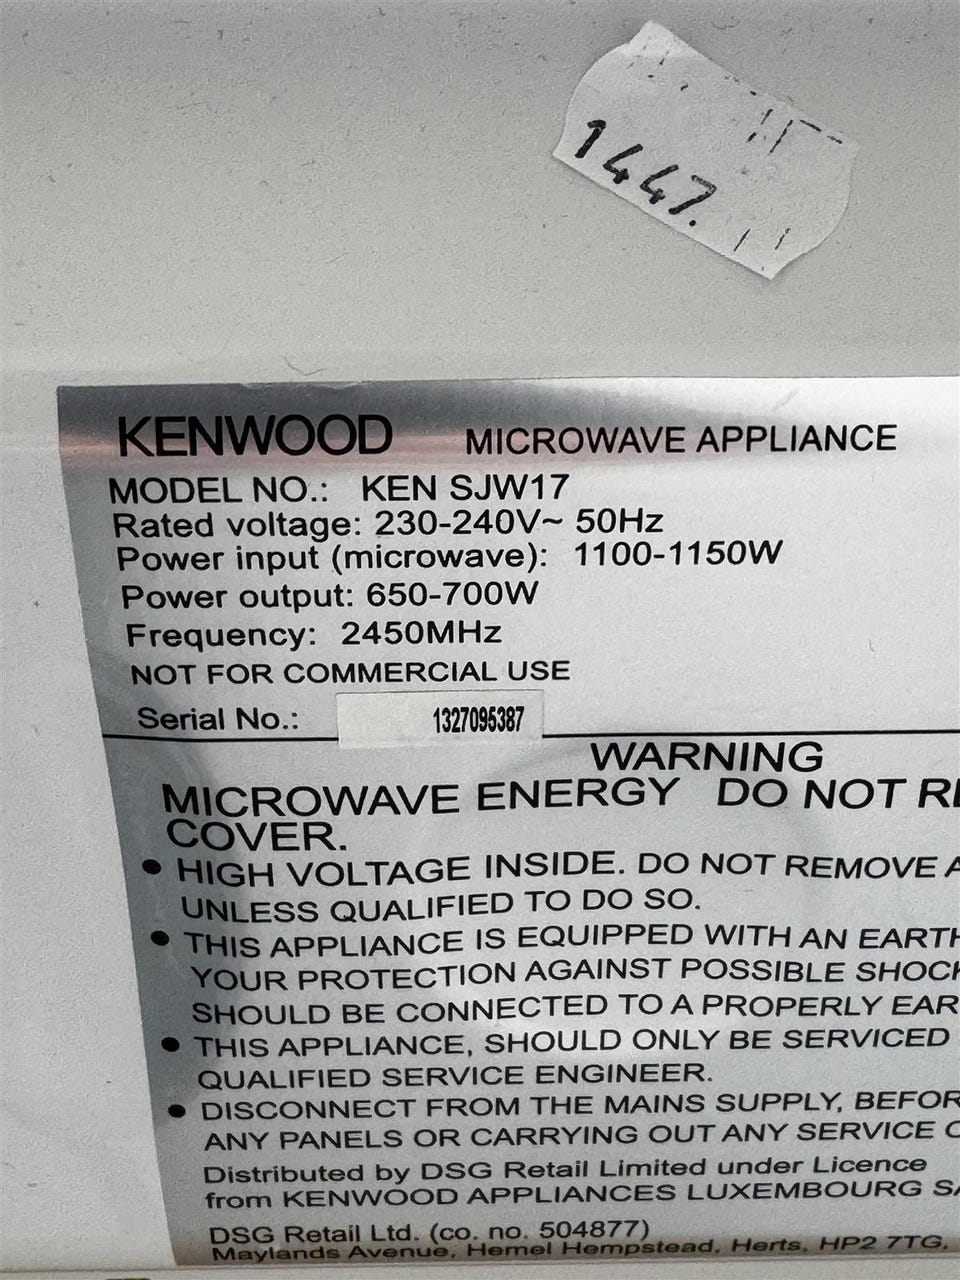 1447.
KENWOOD MICROWAVE APPLIANCE
MODEL NO.: KEN SJW17
Rated voltage: 230-240V~ 50Hz
Power input (microwave): 1100-1150W
Power output: 650-700W
Frequency: 2450MHz
NOT FOR COMMERCIAL USE
Serial No.: 1327095387
WARNING
MICROWAVE ENERGY DO NOT
COVER.
• HIGH VOLTAGE INSIDE. DO NOT REMOVE
UNLESS QUALIFIED TO DO SO.
• THIS APPLIANCE IS EQUIPPED WITH AN
YOUR PROTECTION AGAINST POSSIBLE
SHOULD BE CONNECTED TO A PROPERLY
• THIS APPLIANCE, SHOULD ONLY BE SERVICED
QUALIFIED SERVICE ENGINEER.
• DISCONNECT FROM THE MAINS SUPPLY,
ANY PANELS OR CARRYING OUT ANY SERVICE
Distributed by DSG Retail Limited under Licence
from KENWOOD APPLIANCES LUXEMBOURG
DSG Retail Ltd. (co. no. 504877)
Maylands Avenue, Hemel Hempstead, Herts, HP2 7TG,